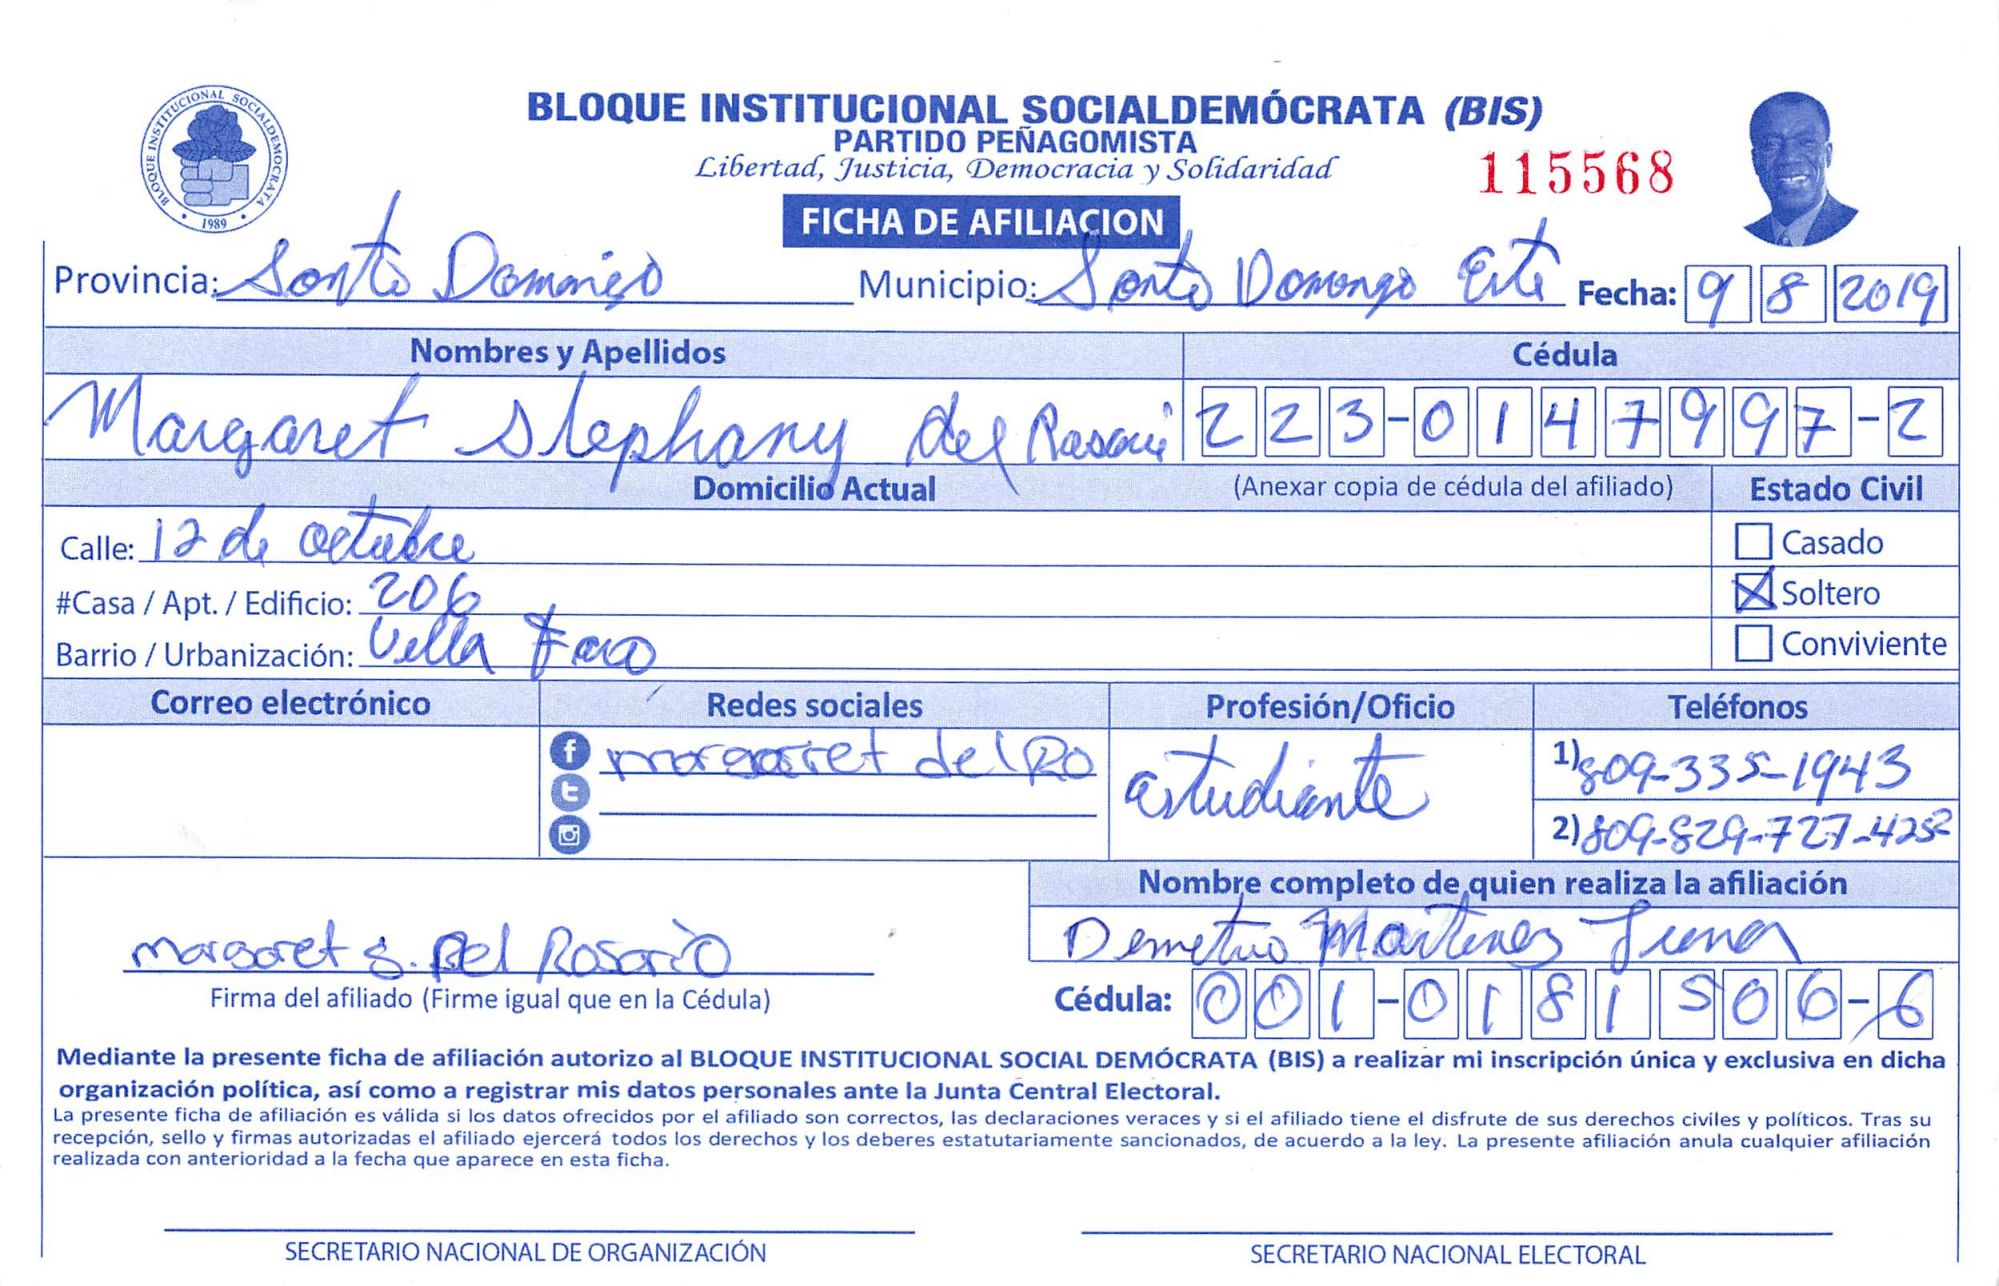 BLOQUE INSTITUCIONAL SOCIALDEMOCRATA
1989
BLOQUE INSTITUCIONAL SOCIALDEMÓCRATA (BIS)
PARTIDO PEÑAGOMISTA
Libertad, Justicia, Democracia y Solidaridad
115568
FICHA DE AFILIACION
Provincia: Santo Domingo Municipio: Santo Domingo Este Fecha: 9 8 2019
Nombres y Apellidos Cédula
Margaret Stephany del Rosario 223-0147997-2
Domicilio Actual (Anexar copia de cédula del afiliado) Estado Civil
Calle: 12 de octubre Casado
#Casa / Apt. / Edificio: 206 Soltero
Barrio / Urbanización: Villa Faro Conviviente
Correo electrónico Redes sociales Profesión/Oficio Teléfonos
margaret del RO estudiante 1) 809-335-1943
2) 809-829-727-4252
Nombre completo de quien realiza la afiliación
Demetrio Martinez
margaret S. Del Rosario
Firma del afiliado (Firme igual que en la Cédula) Cédula: 001-0181506-6
Mediante la presente ficha de afiliación autorizo al BLOQUE INSTITUCIONAL SOCIAL DEMÓCRATA (BIS) a realizar mi inscripción única y exclusiva en dicha
organización política, así como a registrar mis datos personales ante la Junta Central Electoral.
La presente ficha de afiliación es válida si los datos ofrecidos por el afiliado son correctos, las declaraciones veraces y si el afiliado tiene el disfrute de sus derechos civiles y políticos. Tras su
recepción, sello y firmas autorizadas el afiliado ejercerá todos los derechos y los deberes estatutariamente sancionados, de acuerdo a la ley. La presente afiliación anula cualquier afiliación
realizada con anterioridad a la fecha que aparece en esta ficha.
SECRETARIO NACIONAL DE ORGANIZACIÓN SECRETARIO NACIONAL ELECTORAL